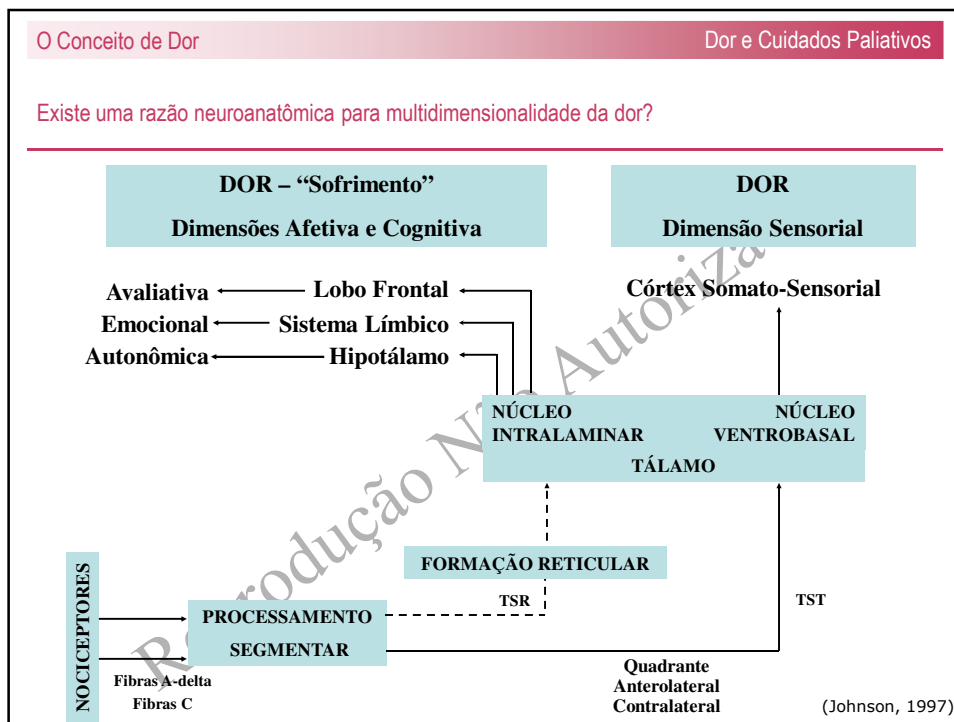 O Conceito de Dor
Dor e Cuidados Paliativos
Existe uma razão neuroanatômica para multidimensionalidade da dor?
DOR – “Sofrimento”
Dimensões Afetiva e Cognitiva
DOR
Dimensão Sensorial
Avaliativa
Lobo Frontal
Emocional
Sistema Límbico
Autonômica
Hipotálamo
Córtex Somato-Sensorial
NÚCLEO
INTRALAMINAR
NÚCLEO
VENTROBASAL
TÁLAMO
FORMAÇÃO RETICULAR
TSR
TST
NOCICEPTORES
PROCESSAMENTO
SEGMENTAR
Fibras A-delta
Fibras C
Quadrante
Anterolateral
Contralateral
(Johnson, 1997)
Reprodução Não Autoriza